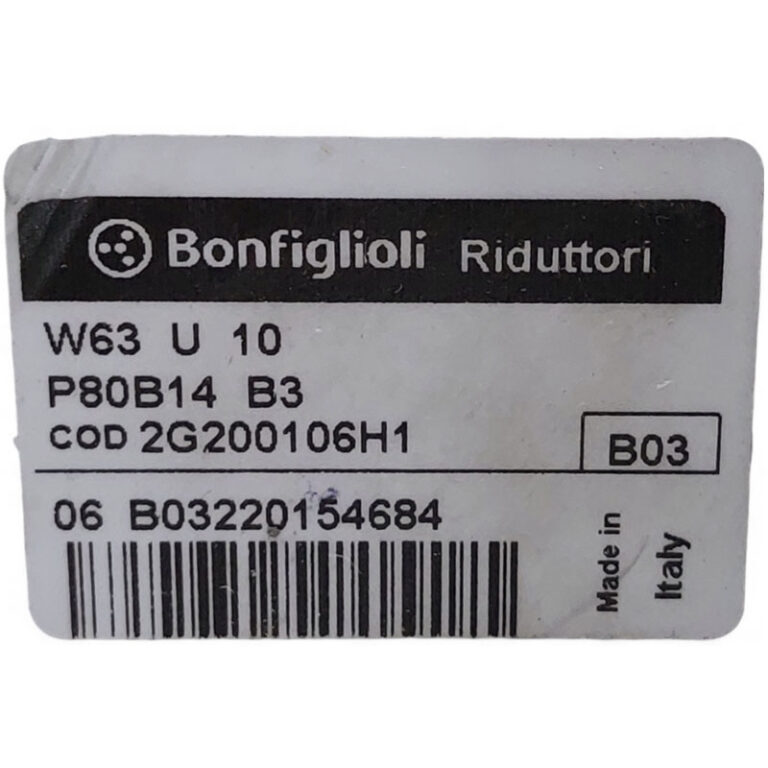 Bonfiglioli Riduttori
W63 U 10
P80B14 B3
COD 2G200106H1
B03
06 B03220154684
Made in
Italy